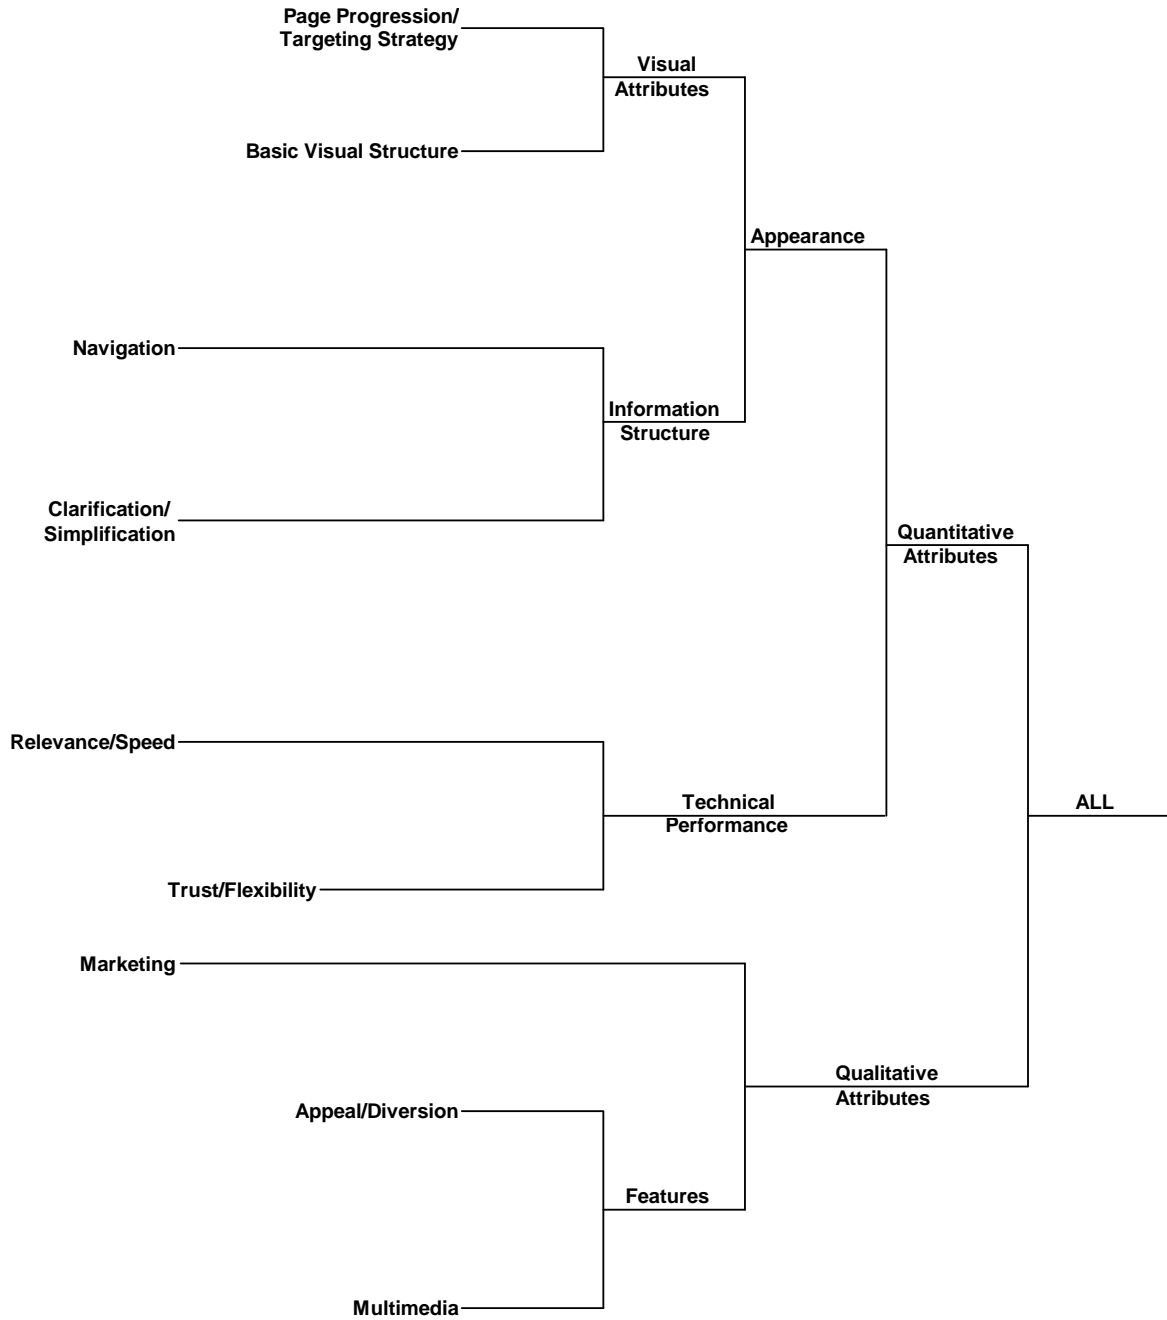 Page Progression/
Targeting Strategy
Visual
Attributes
Basic Visual Structure
Appearance
Navigation
Information
Structure
Clarification/
Simplification
Quantitative
Attributes
Relevance/Speed
Technical
Performance
ALL
Trust/Flexibility
Marketing
Qualitative
Attributes
Appeal/Diversion
Features
Multimedia